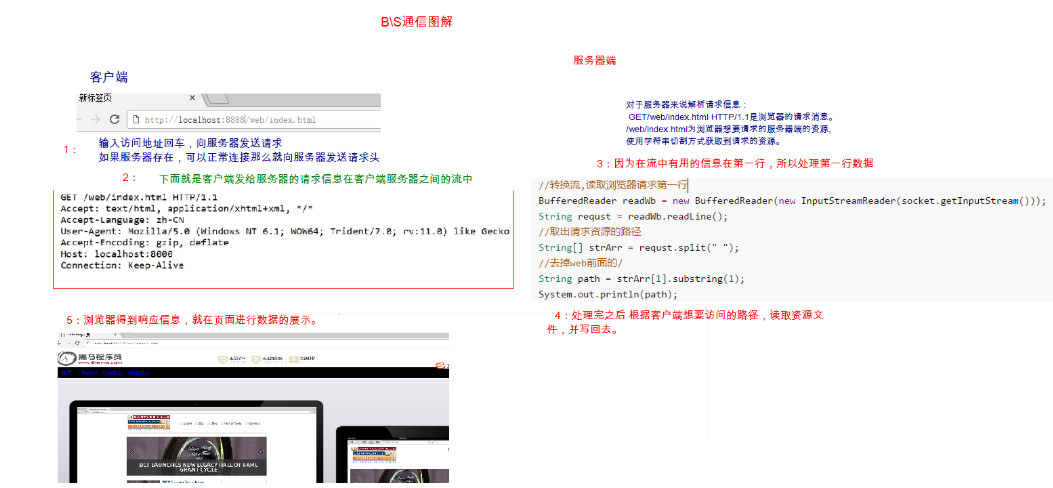 B\S通信图解
客户端
新标签页
http://localhost:8888/web/index.html
1：
输入访问地址回车，向服务器发送请求
如果服务器存在，可以正常连接那么就向服务器发送请求头
2：
下面就是客户端发给服务器的请求信息在客户端服务器之间的流中
GET /web/index.html HTTP/1.1
Accept: text/html, application/xhtml+xml, */*
Accept-Language: zh-CN
User-Agent: Mozilla/5.0 (Windows NT 6.1; WOW64; Trident/7.0; rv:11.0) like Gecko
Accept-Encoding: gzip, deflate
Host: localhost:8000
Connection: Keep-Alive
服务器端
对于服务器来说解析请求信息：
GET/web/index.html HTTP/1.1是浏览器的请求消息。
/web/index.html为浏览器想要请求的服务器端的资源,
使用字符串切割方式获取到请求的资源。
3：因为在流中有用的信息在第一行，所以处理第一行数据
//转换流,读取浏览器请求第一行
BufferedReader readWb = new BufferedReader(new InputStreamReader(socket.getInputStream()));
String requst = readWb.readLine();
//取出请求资源的路径
String[] strArr = requst.split(" ");
//去掉web前面的/
String path = strArr[1].substring(1);
System.out.println(path);
4：处理完之后 根据客户端想要访问的路径，读取资源文
件，并写回去。
5：浏览器得到响应信息，就在页面进行数据的展示。
黑马程序员
BCF LAUNCHES NEW LEGACY HALL OF FAME
GRANT CYCLE